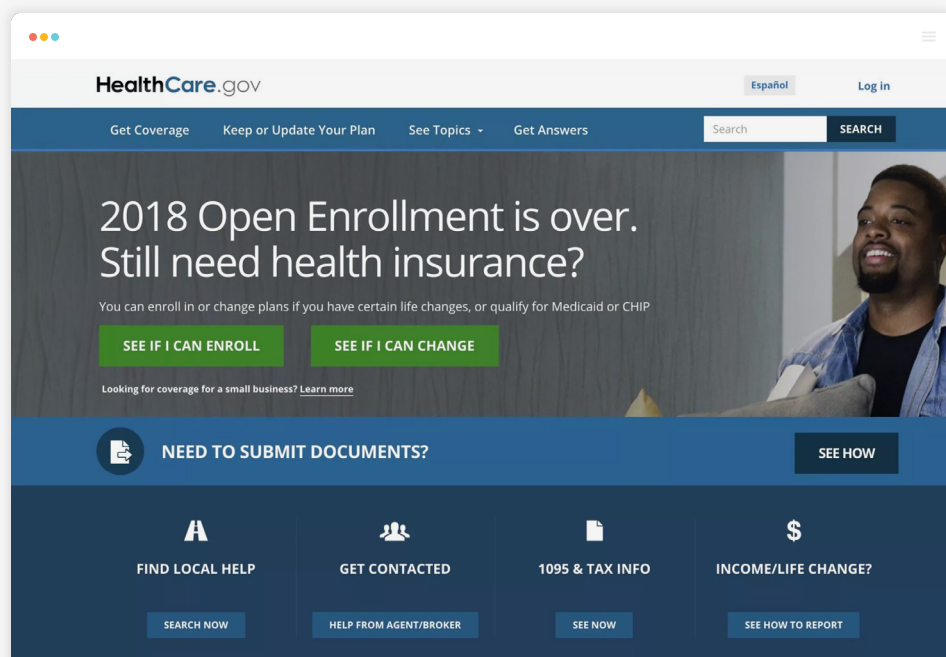 HealthCare.gov
Español
Log in
Get Coverage
Keep or Update Your Plan
See Topics
Get Answers
Search
SEARCH
2018 Open Enrollment is over.
Still need health insurance?
You can enroll in or change plans if you have certain life changes, or qualify for Medicaid or CHIP
SEE IF I CAN ENROLL
SEE IF I CAN CHANGE
Looking for coverage for a small business? Learn more
NEED TO SUBMIT DOCUMENTS?
SEE HOW
FIND LOCAL HELP
GET CONTACTED
1095 & TAX INFO
INCOME/LIFE CHANGE?
SEARCH NOW
HELP FROM AGENT/BROKER
SEE NOW
SEE HOW TO REPORT